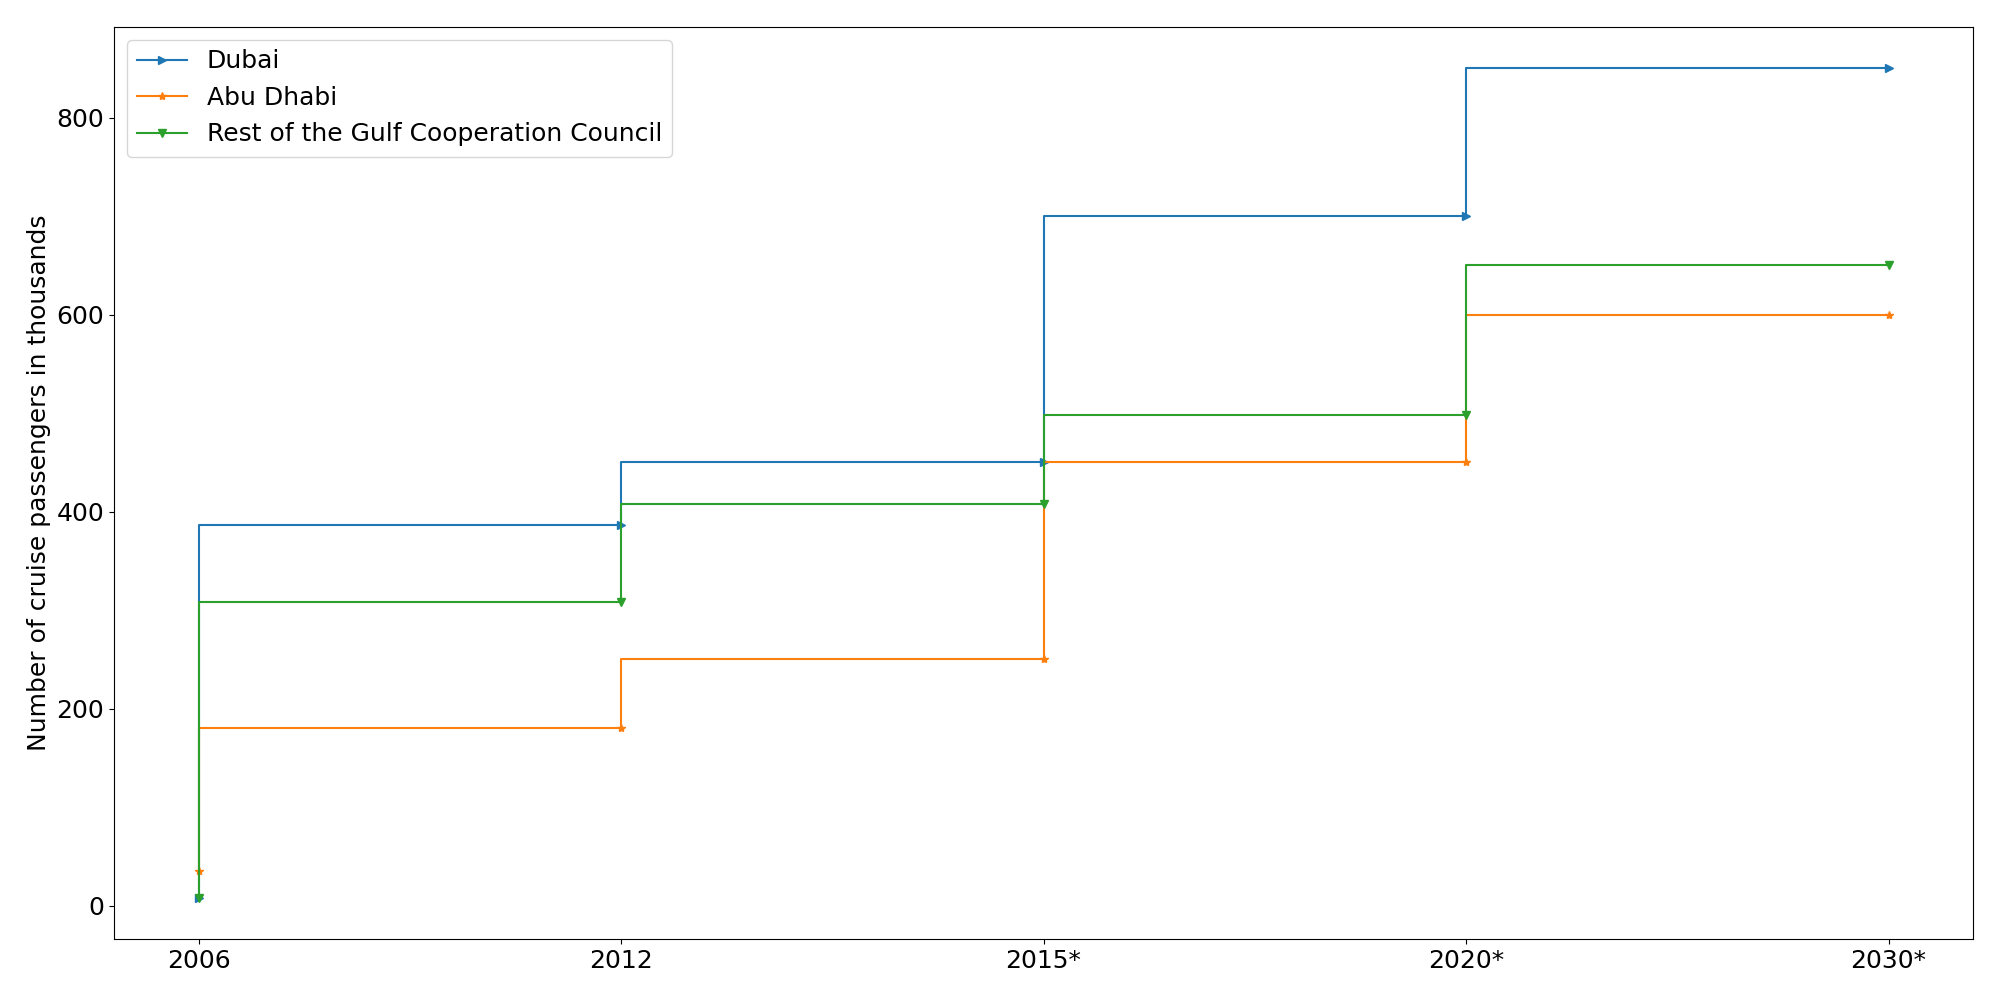 Dubai
Abu Dhabi
Rest of the Gulf Cooperation Council
Number of cruise passengers in thousands
800
600
400
200
0
2006
2012
2015*
2020*
2030*